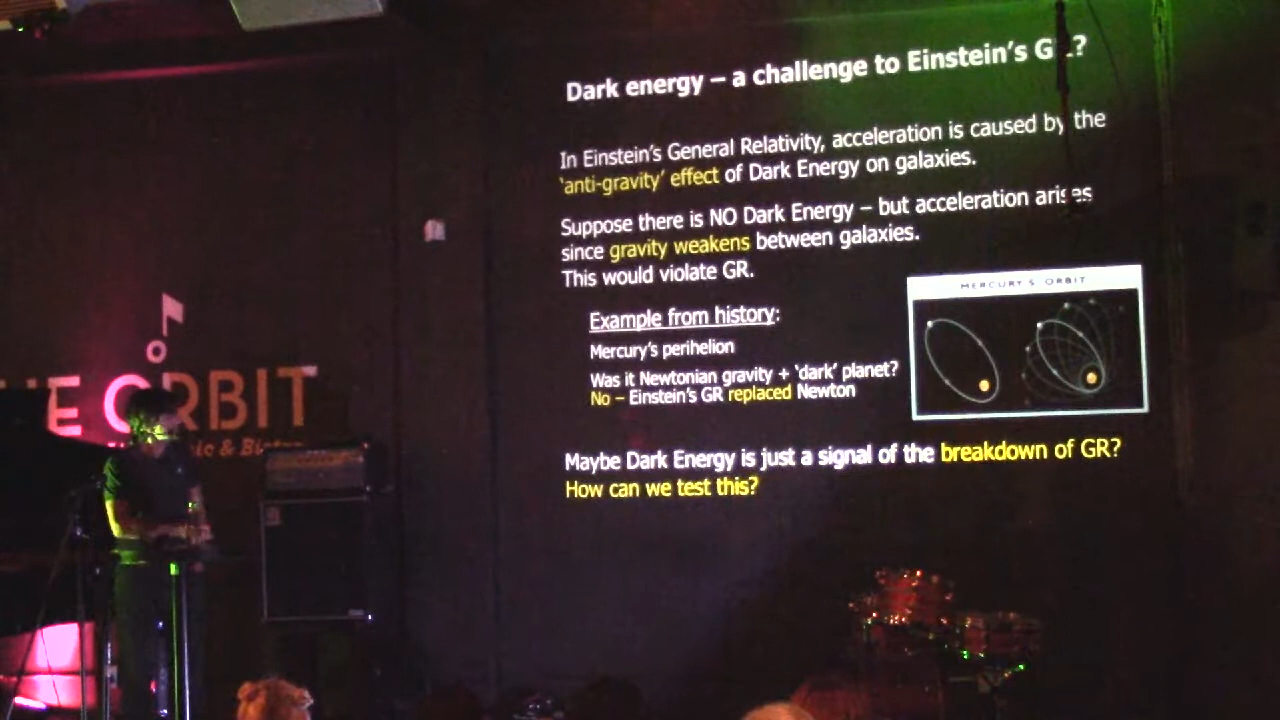 Dark energy – a challenge to Einstein's G ?
In Einstein's General Relativity, acceleration is caused by the
'anti-gravity' effect of Dark Energy on galaxies.
Suppose there is NO Dark Energy – but acceleration arises
since gravity weakens between galaxies.
This would violate GR.
Example from history:
Mercury's perihelion
Was it Newtonian gravity + 'dark' planet?
No – Einstein's GR replaced Newton
MERCURY'S ORBIT
Maybe Dark Energy is just a signal of the breakdown of GR?
How can we test this?
ORBIT